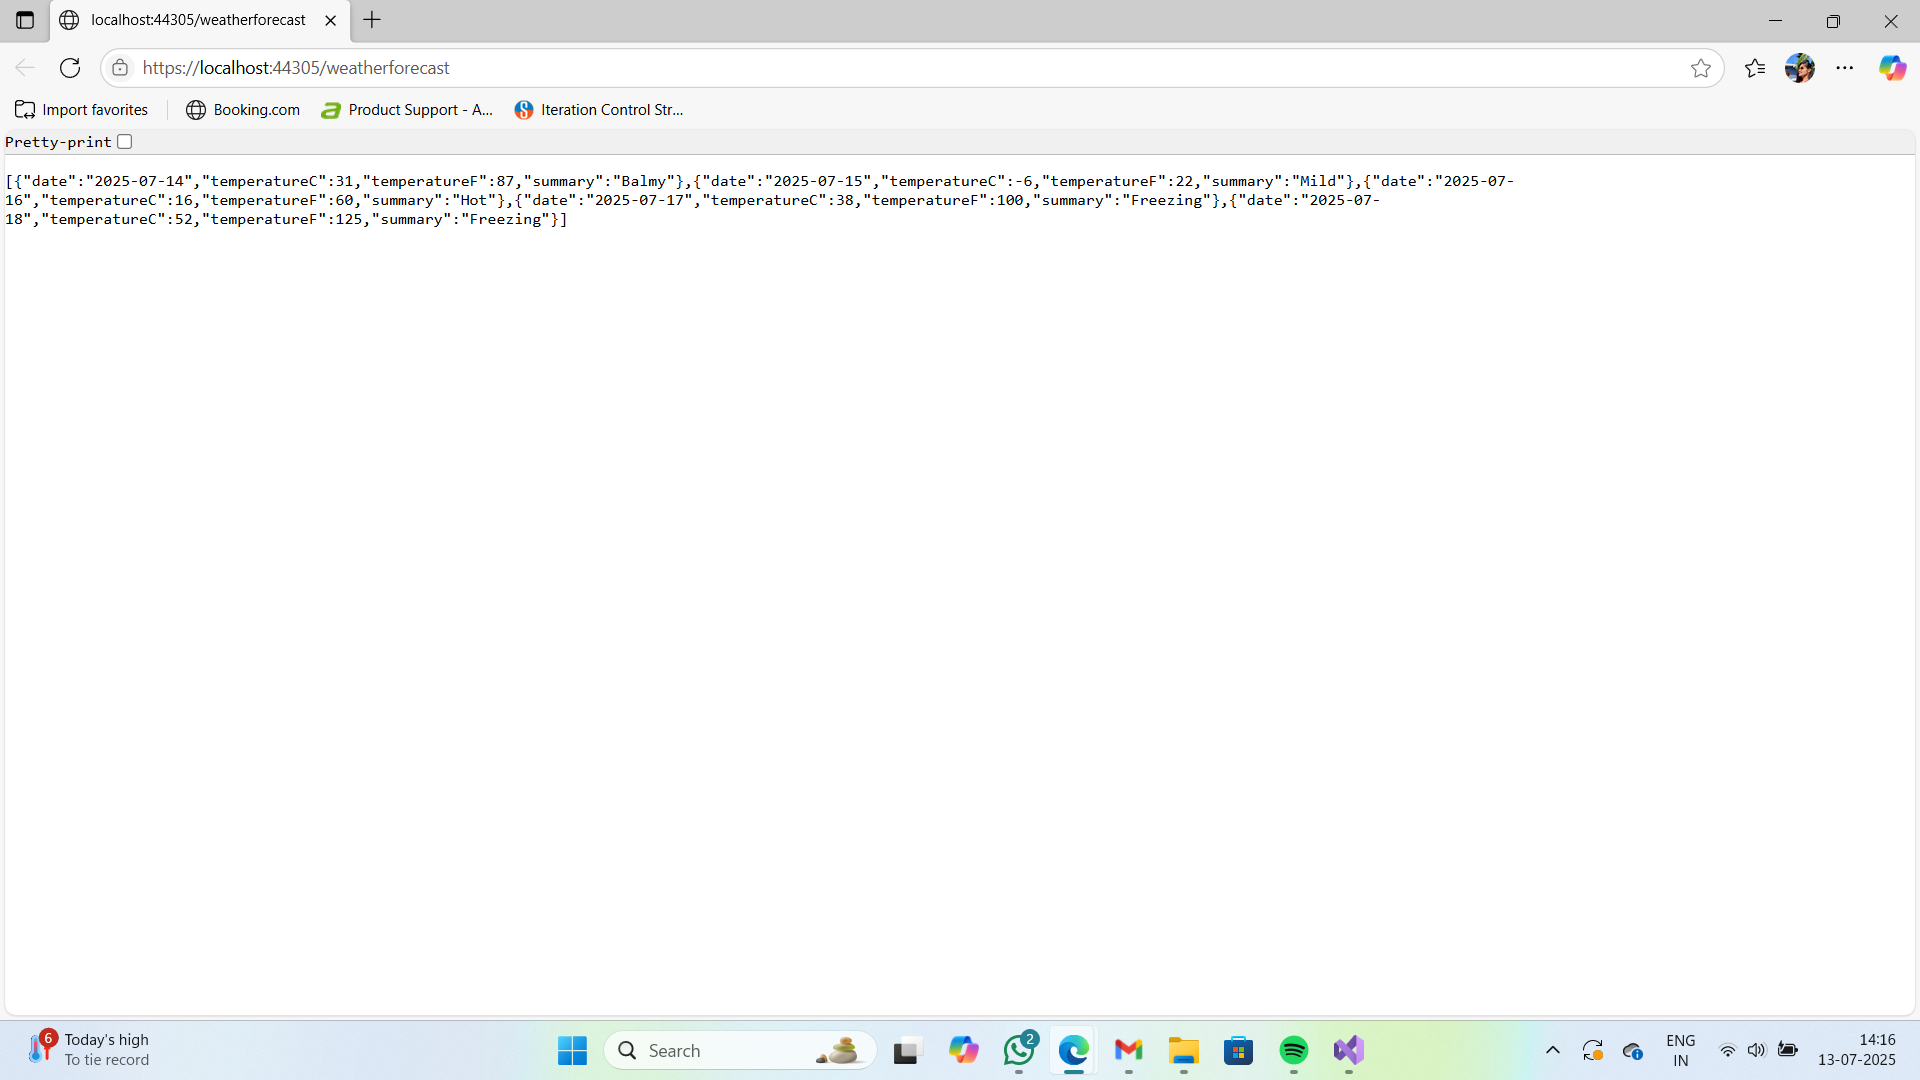 localhost:44305/weatherforecast
https://localhost:44305/weatherforecast
Import favorites
Booking.com
Product Support - A...
Iteration Control Str...
Pretty-print
[{"date":"2025-07-14","temperatureC":31,"temperatureF":87,"summary":"Balmy"},{"date":"2025-07-15","temperatureC":-6,"temperatureF":22,"summary":"Mild"},{"date":"2025-07-
16","temperatureC":16,"temperatureF":60,"summary":"Hot"},{"date":"2025-07-17","temperatureC":38,"temperatureF":100,"summary":"Freezing"},{"date":"2025-07-
18","temperatureC":52,"temperatureF":125,"summary":"Freezing"}]
6
Today's high
To tie record
Search
2
ENG
IN
14:16
13-07-2025